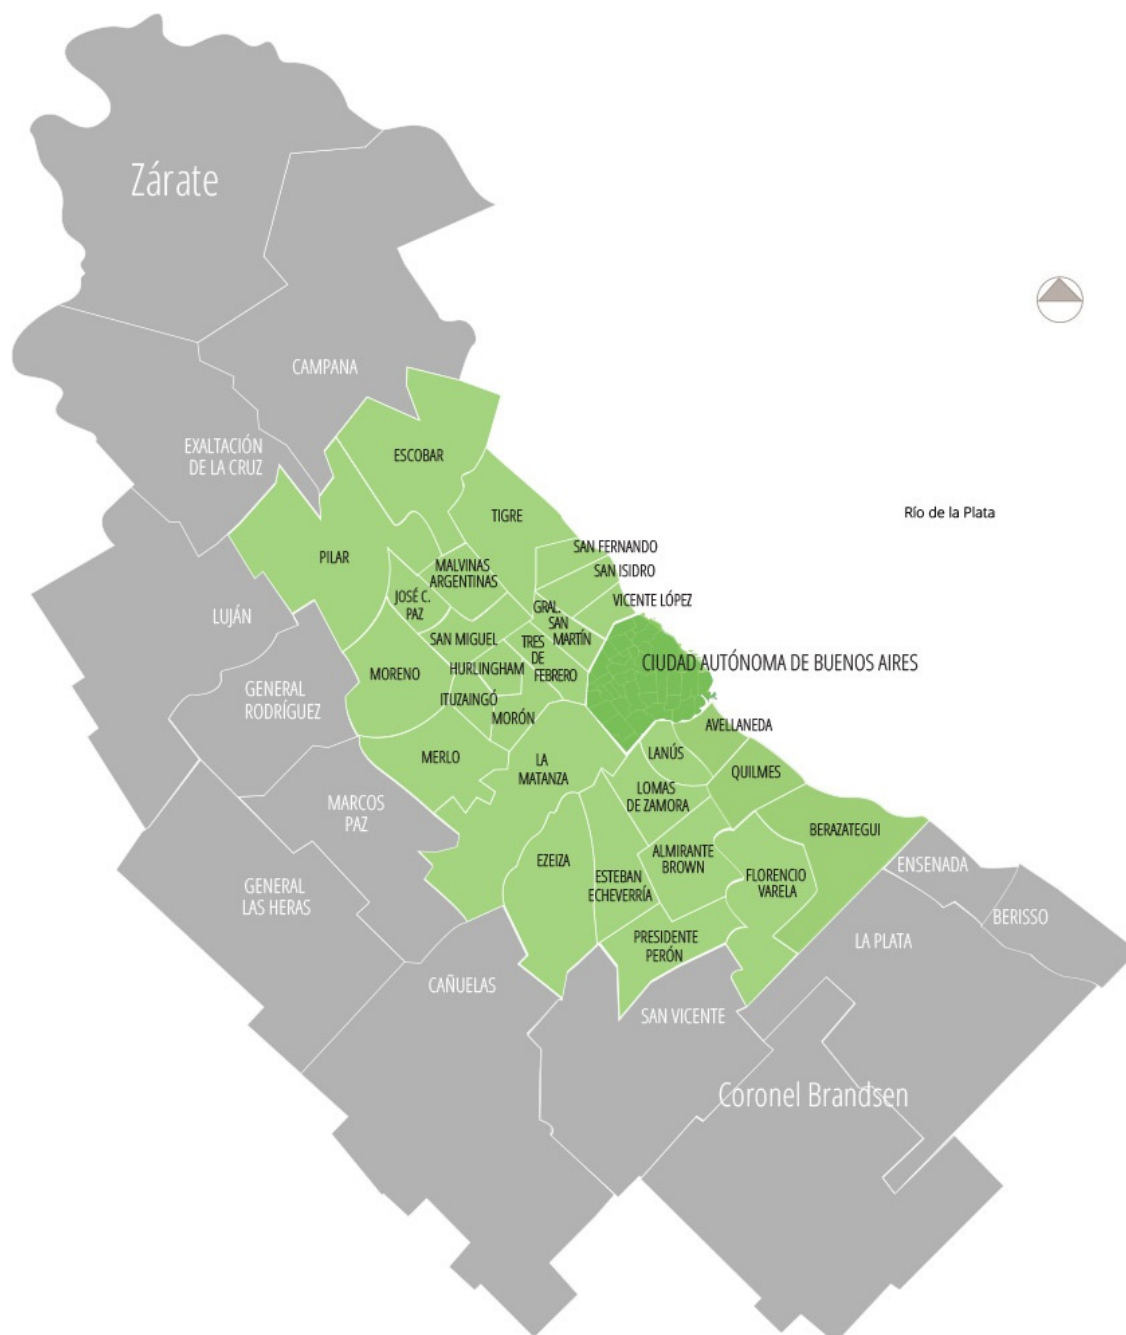 Zárate
CAMPANA
EXALTACIÓN
DE LA CRUZ
ESCOBAR
Río de la Plata
TIGRE
SAN FERNANDO
PILAR
MALVINAS
ARGENTINAS
SAN ISIDRO
JOSÉ C.
PAZ
VICENTE LÓPEZ
GRAL.
SAN
MARTÍN
LUJÁN
SAN MIGUEL
TRES
DE
FEBRERO
CIUDAD AUTÓNOMA DE BUENOS AIRES
HURLINGHAM
MORENO
GENERAL
RODRÍGUEZ
ITUZAINGÓ
MORÓN
AVELLANEDA
MERLO
LA
MATANZA
LANÚS
QUILMES
LOMAS
DE ZAMORA
MARCOS
PAZ
BERAZATEGUI
EZEIZA
ALMIRANTE
BROWN
ENSENADA
ESTEBAN
ECHEVERRÍA
FLORENCIO
VARELA
GENERAL
LAS HERAS
BERISSO
PRESIDENTE
PERÓN
LA PLATA
CAÑUELAS
SAN VICENTE
Coronel Brandsen